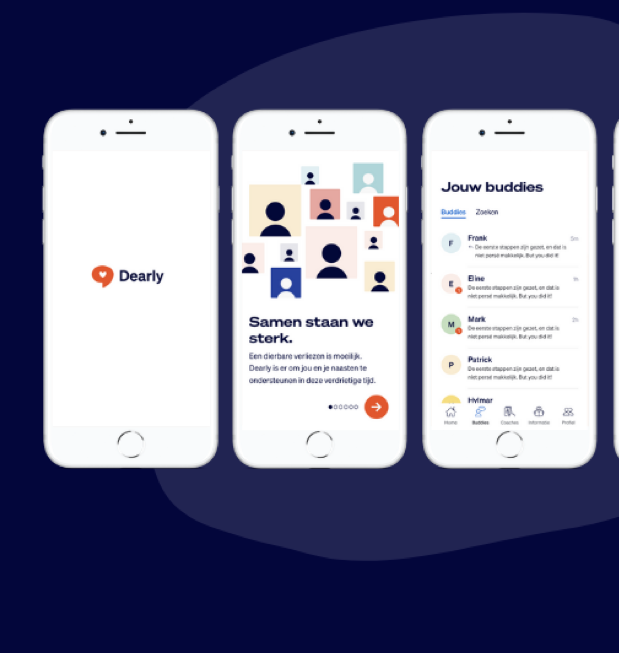 Dearly
Samen staan we
sterk.
Een dierbare verliezen is moeilijk.
Dearly is er om jou en je naasten te
ondersteunen in deze verdrietige tijd.
Jouw buddies
Buddies Zoeken
F
Frank 5m
De eerste stappen zijn gezet, en dat is
niet persé makkelijk. But you did it!
E
Eline 1h
De eerste stappen zijn gezet, en dat is
niet persé makkelijk. But you did it!
M
Mark 2h
De eerste stappen zijn gezet, en dat is
niet persé makkelijk. But you did it!
P
Patrick
De eerste stappen zijn gezet, en dat is
niet persé makkelijk. But you did it!
Hylmar
Home Buddies Coaches Informatie Profiel